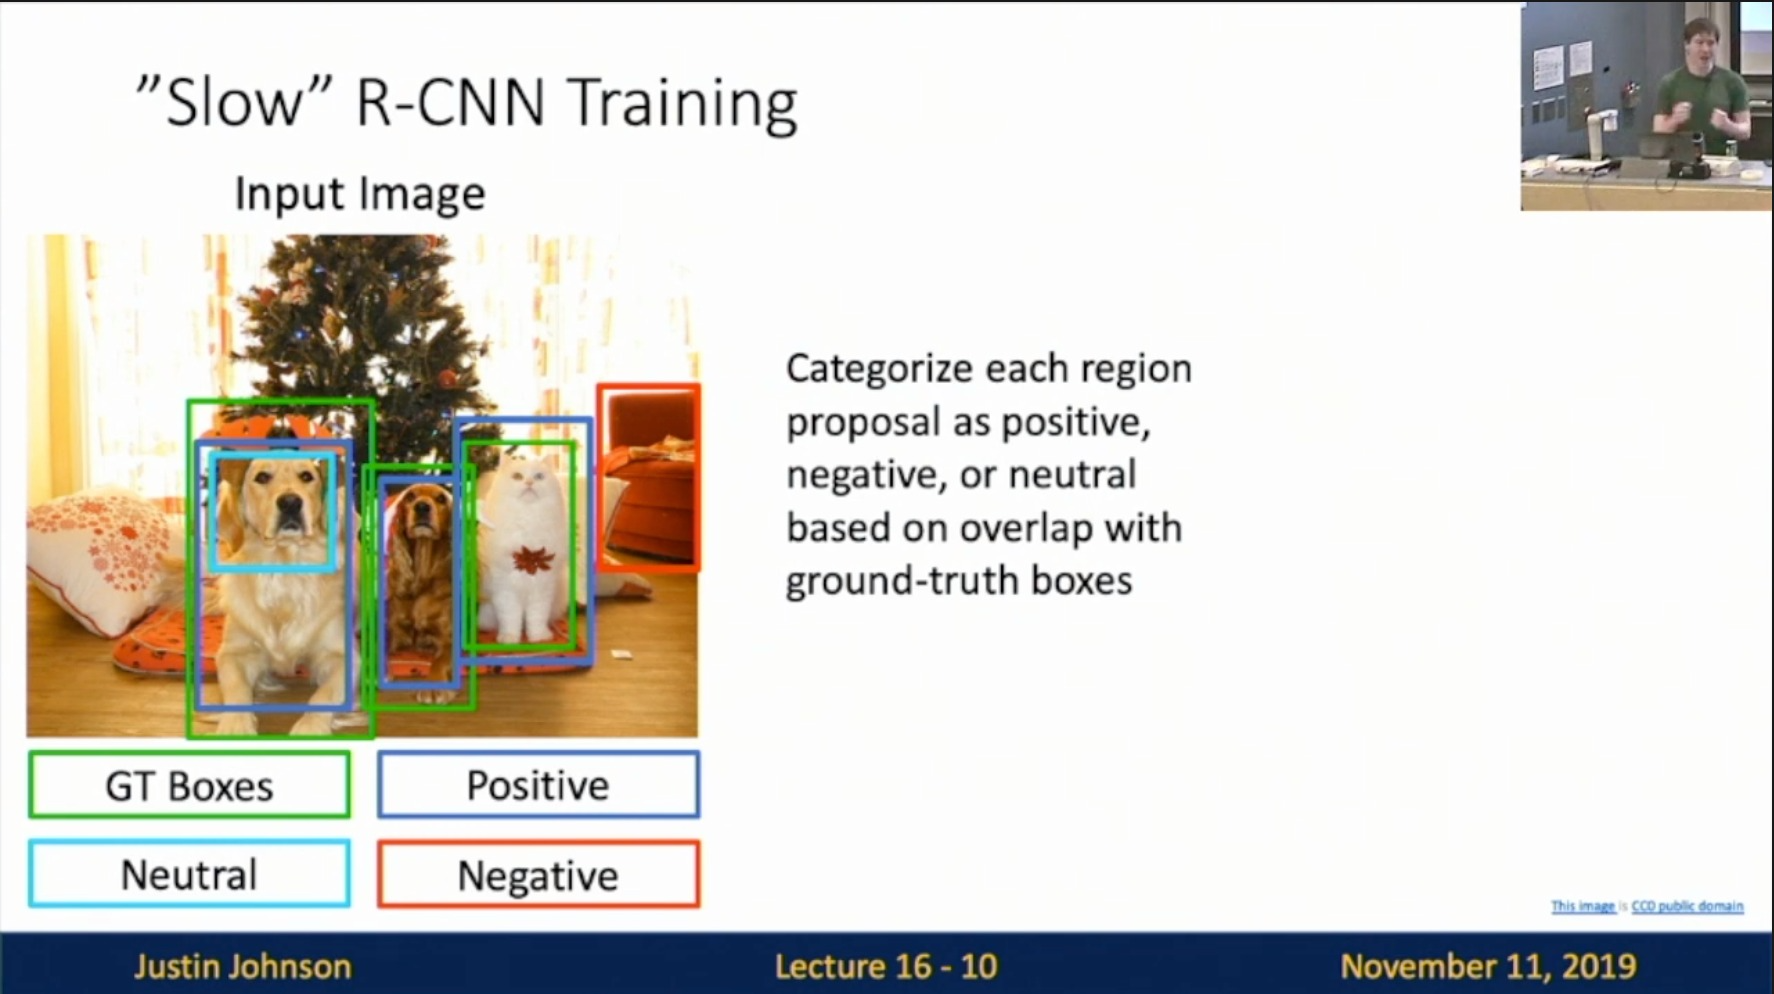 ”Slow” R-CNN Training
Input Image
Categorize each region
proposal as positive,
negative, or neutral
based on overlap with
ground-truth boxes
GT Boxes
Positive
Neutral
Negative
This image is CC0 public domain
Justin Johnson
Lecture 16 - 10
November 11, 2019